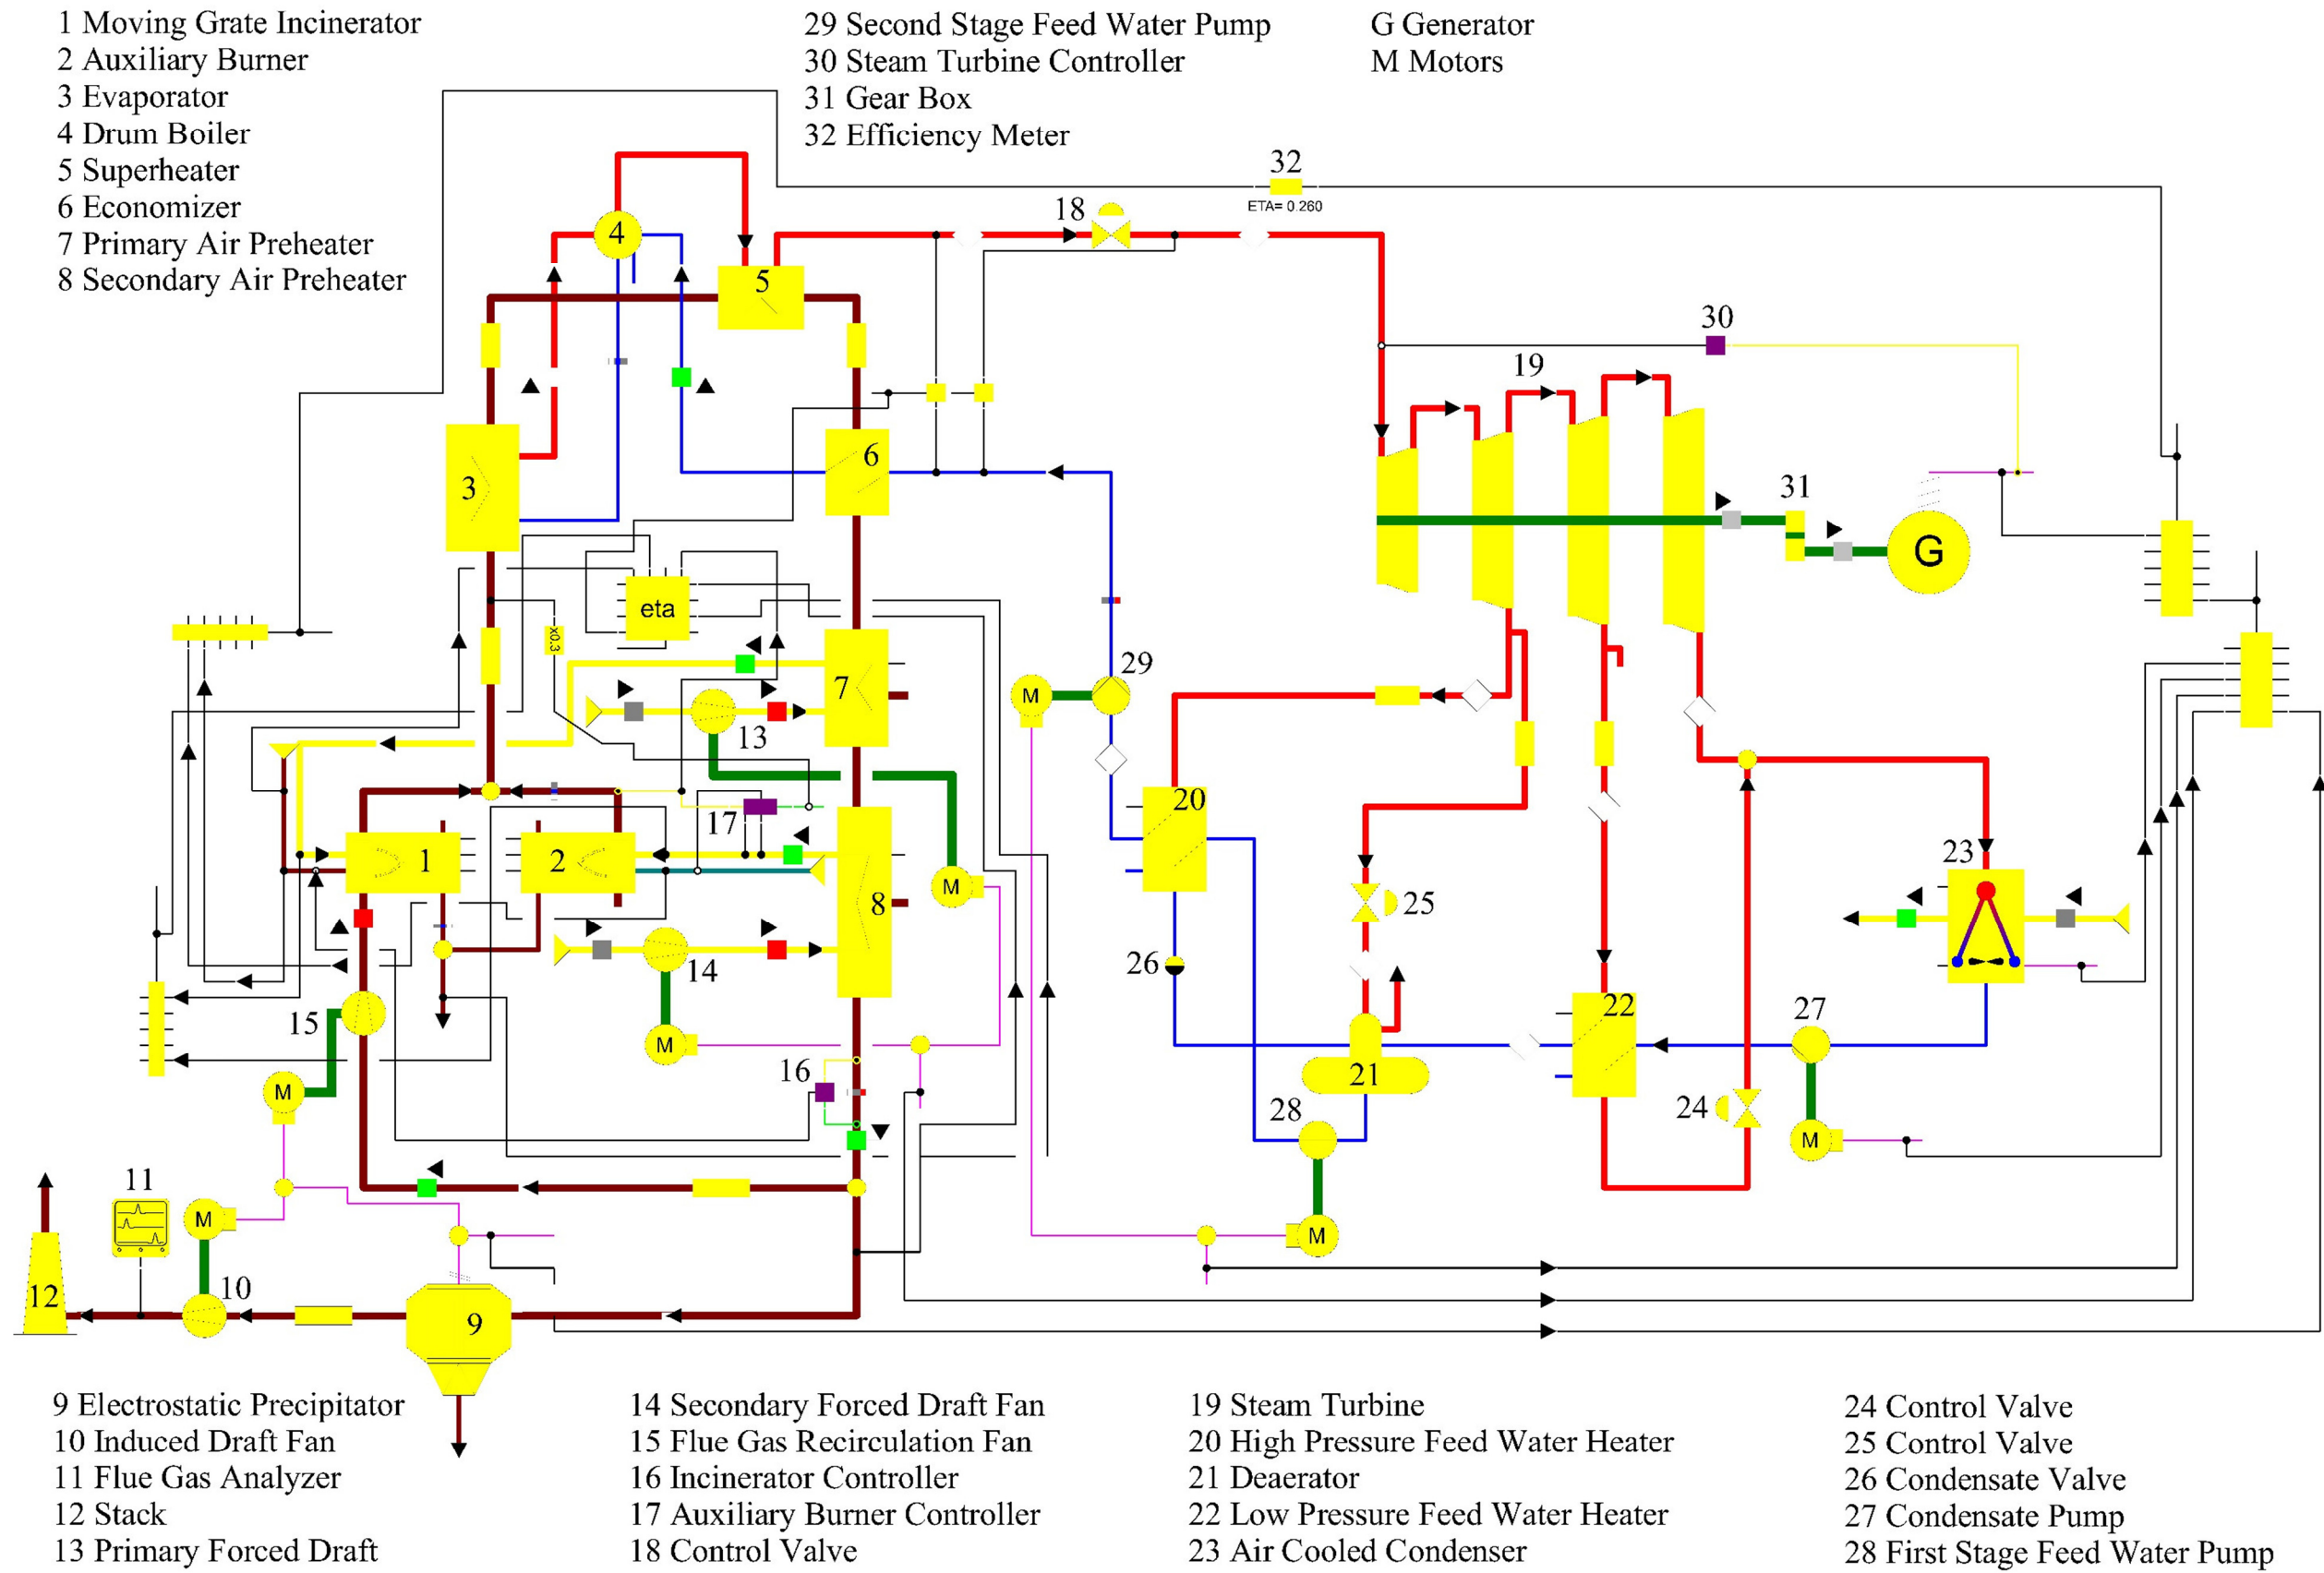 1 Moving Grate Incinerator
2 Auxiliary Burner
3 Evaporator
4 Drum Boiler
5 Superheater
6 Economizer
7 Primary Air Preheater
8 Secondary Air Preheater
29 Second Stage Feed Water Pump
30 Steam Turbine Controller
31 Gear Box
32 Efficiency Meter
G Generator
M Motors
32
ETA= 0.260
18
4
5
30
19
6
3
31
G
eta
x0.3
29
M
7
13
20
17
1
2
8
M
23
25
14
26
22
27
15
M
16
21
M
28
24
M
11
M
M
10
12
9
9 Electrostatic Precipitator
10 Induced Draft Fan
11 Flue Gas Analyzer
12 Stack
13 Primary Forced Draft
14 Secondary Forced Draft Fan
15 Flue Gas Recirculation Fan
16 Incinerator Controller
17 Auxiliary Burner Controller
18 Control Valve
19 Steam Turbine
20 High Pressure Feed Water Heater
21 Deaerator
22 Low Pressure Feed Water Heater
23 Air Cooled Condenser
24 Control Valve
25 Control Valve
26 Condensate Valve
27 Condensate Pump
28 First Stage Feed Water Pump